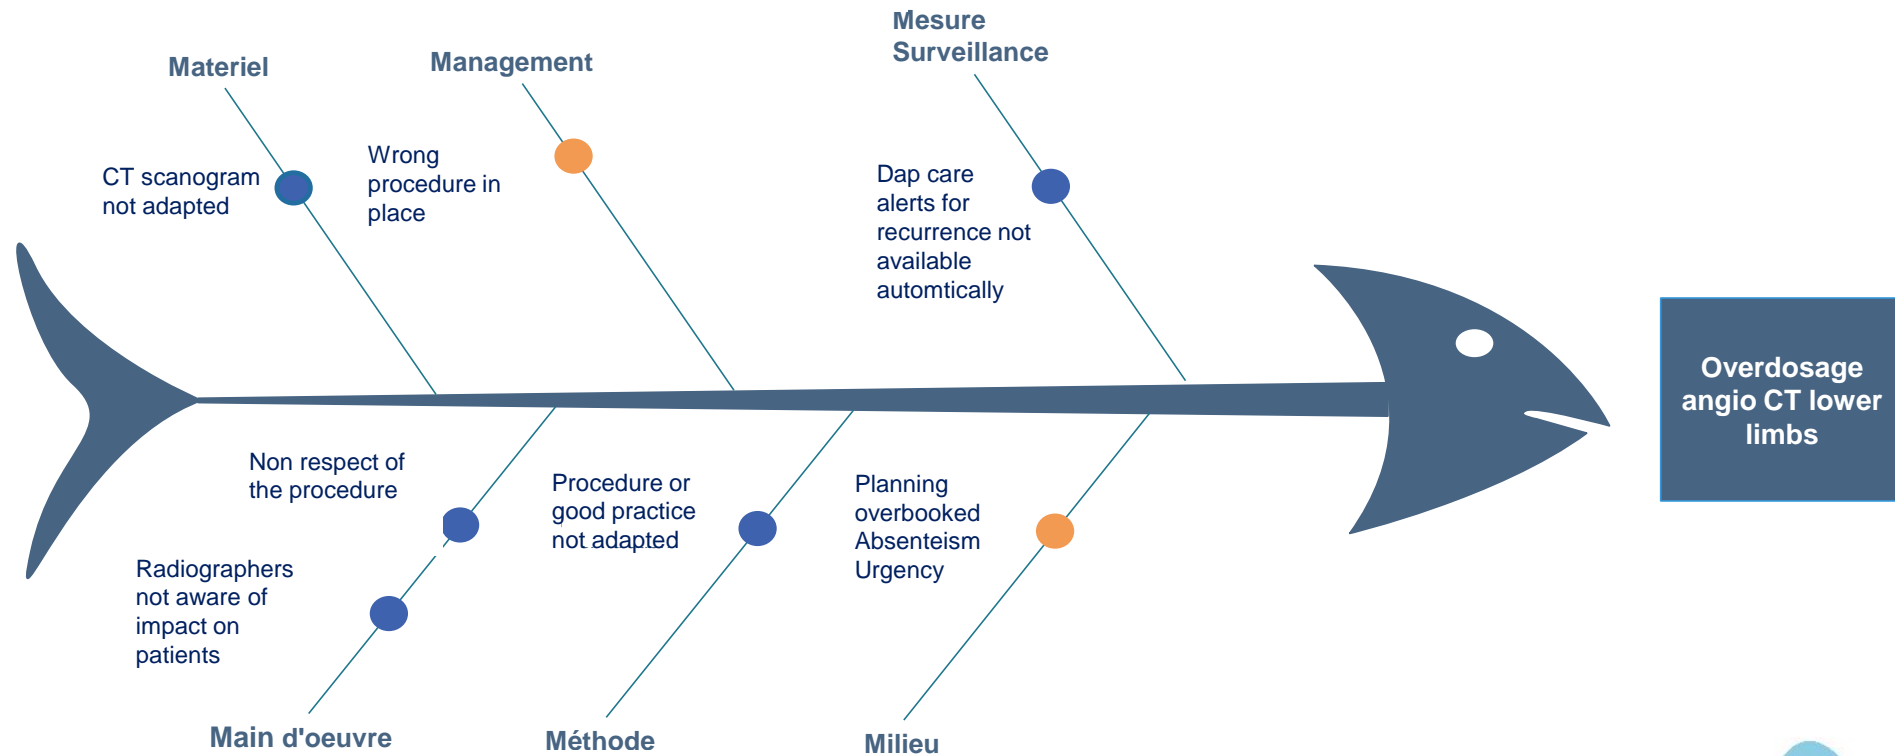 Materiel
Management
Mesure
Surveillance
CT scanogram
not adapted
Wrong
procedure in
place
Dap care
alerts for
recurrence not
available
automtically
Overdosage
angio CT lower
limbs
Non respect of
the procedure
Radiographers
not aware of
impact on
patients
Procedure or
good practice
not adapted
Planning
overbooked
Absenteism
Urgency
Main d'oeuvre
Méthode
Milieu